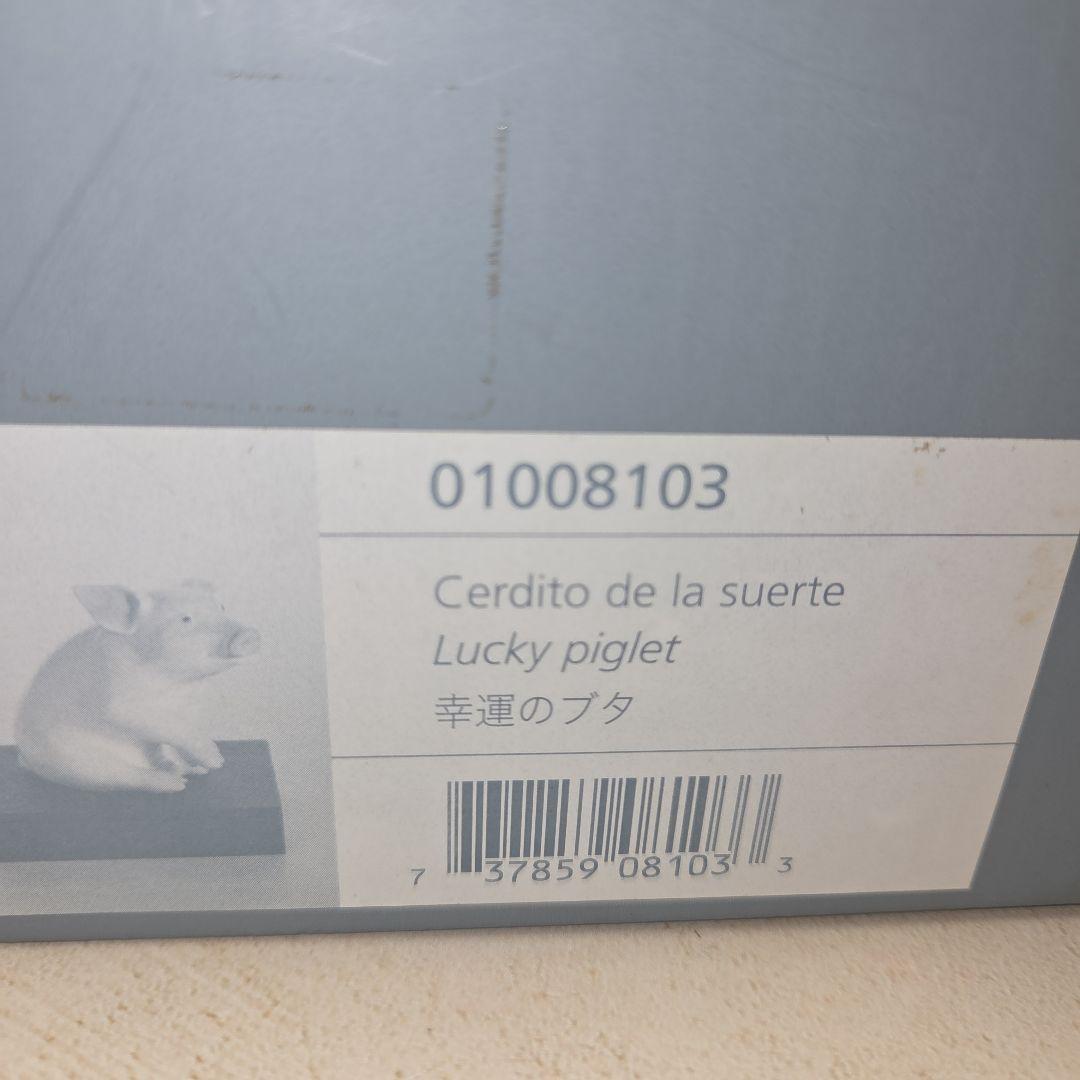 01008103
Cerdito de la suerte
Lucky piglet
幸運のブタ
7 37859 08103 3